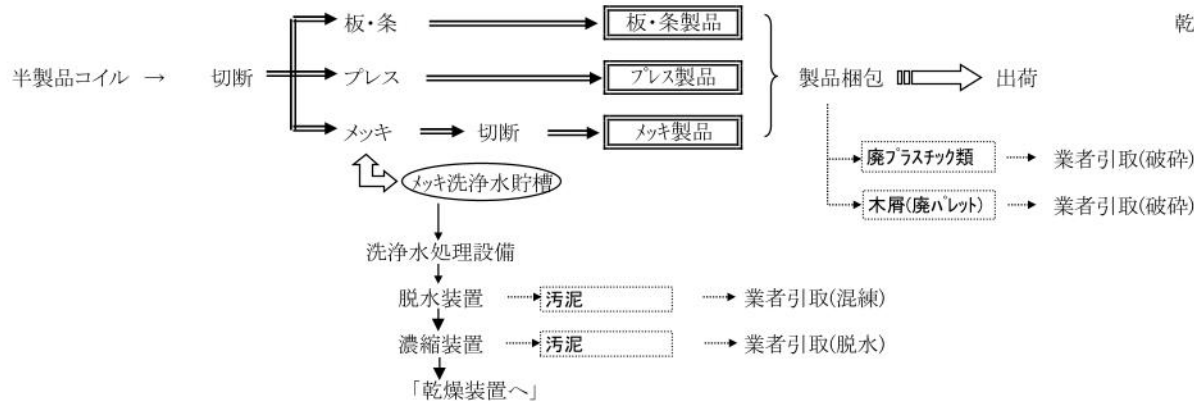 板・条 板・条製品 乾
半製品コイル → 切断 プレス プレス製品 製品梱包 出荷
メッキ 切断 メッキ製品
メッキ洗浄水貯槽
廃プラスチック類 業者引取(破砕)
木屑(廃パレット) 業者引取(破砕)
洗浄水処理設備
脱水装置 汚泥 業者引取(混練)
濃縮装置 汚泥 業者引取(脱水)
「乾燥装置へ」